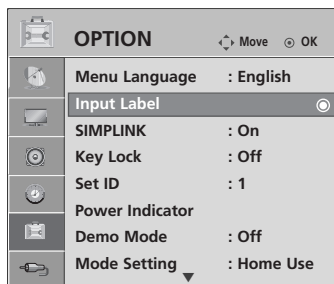 OPTION Move OK
Menu Language : English
Input Label
SIMPLINK : On
Key Lock : Off
Set ID : 1
Power Indicator
Demo Mode : Off
Mode Setting : Home Use